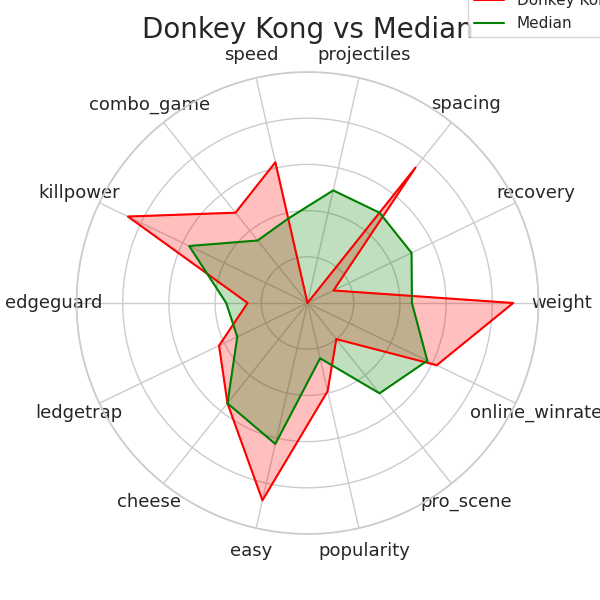 Donkey Kong vs Median
Median
speed
projectiles
combo_game
spacing
killpower
recovery
edgeguard
weight
ledgetrap
online_winrate
cheese
pro_scene
easy
popularity